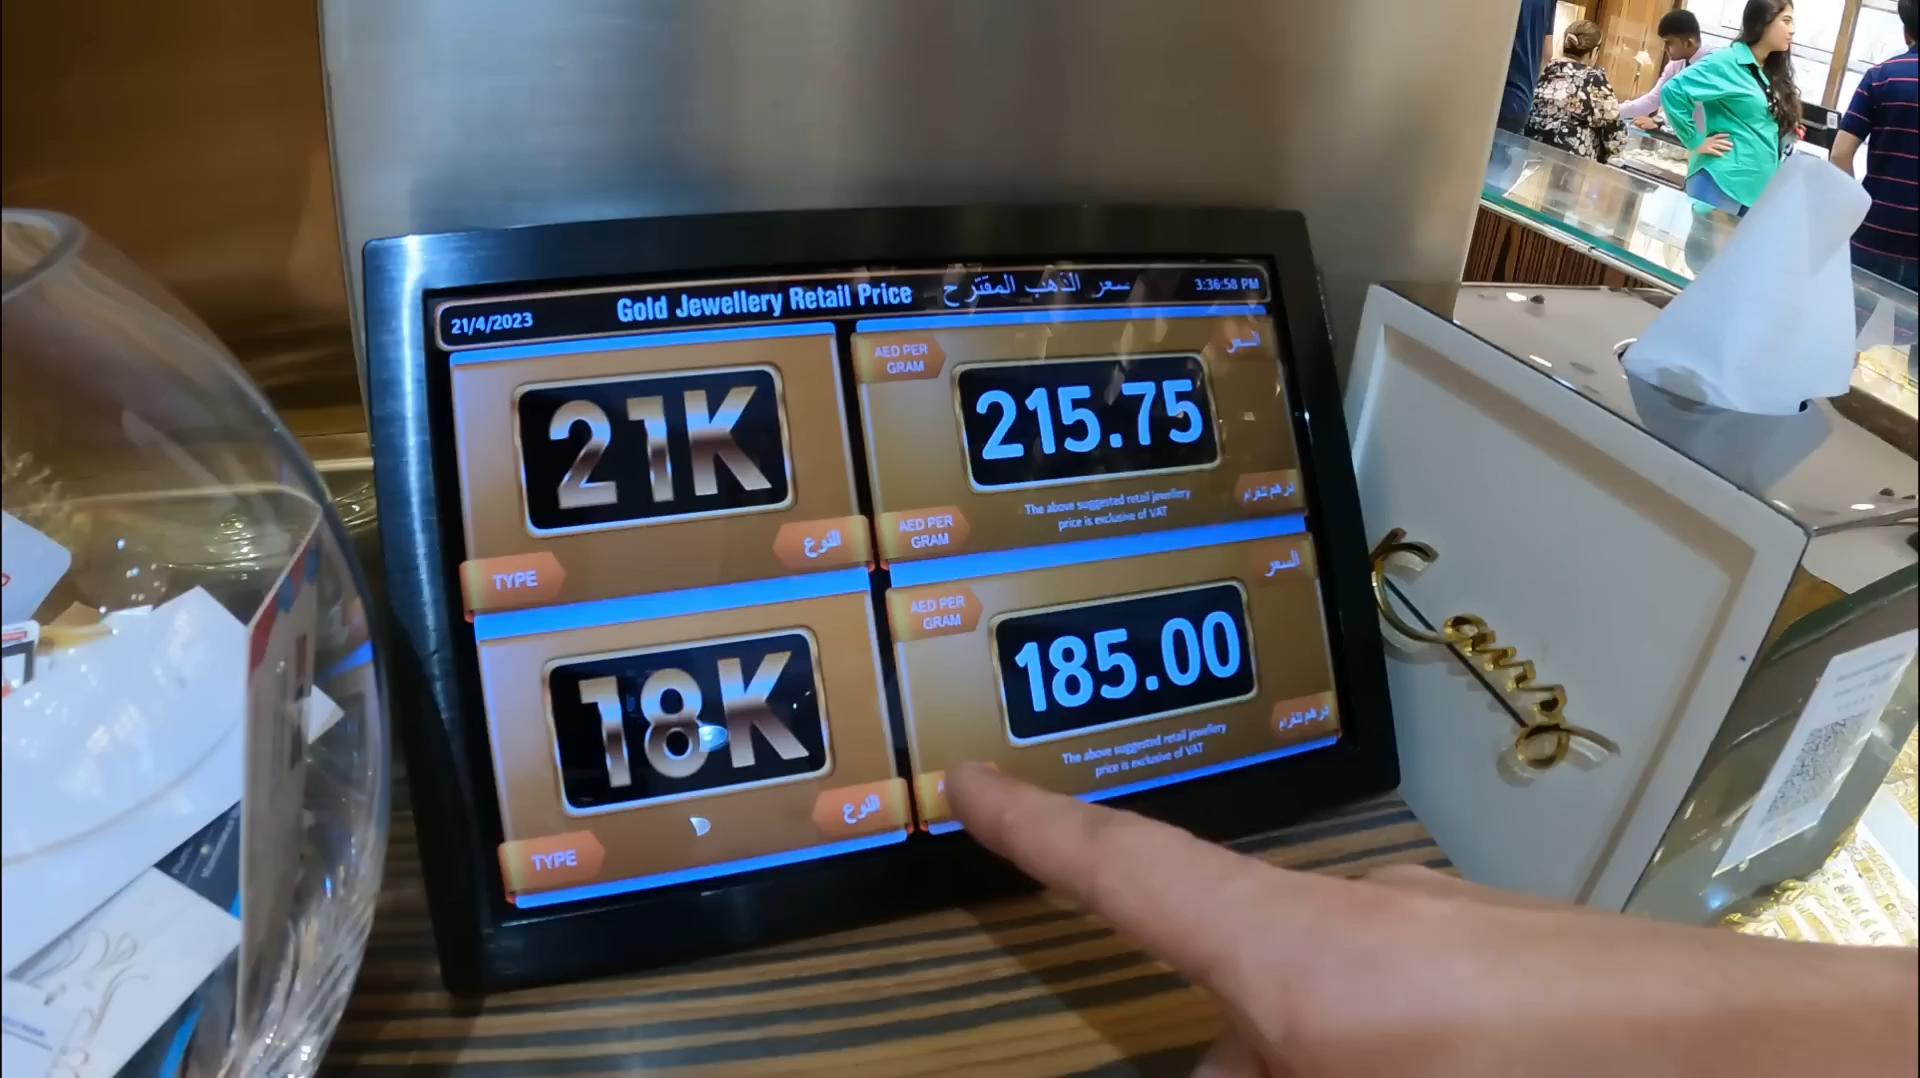 21/4/2023 Gold Jewellery Retail Price سعر الذهب المقترح 3:36:58 PM
21K
TYPE النوع
AED PER GRAM السعر
215.75
The above suggested retail jewellery
price is exclusive of VAT
AED PER GRAM درهم للغرام
18K
TYPE النوع
AED PER GRAM السعر
185.00
The above suggested retail jewellery
price is exclusive of VAT
درهم للغرام